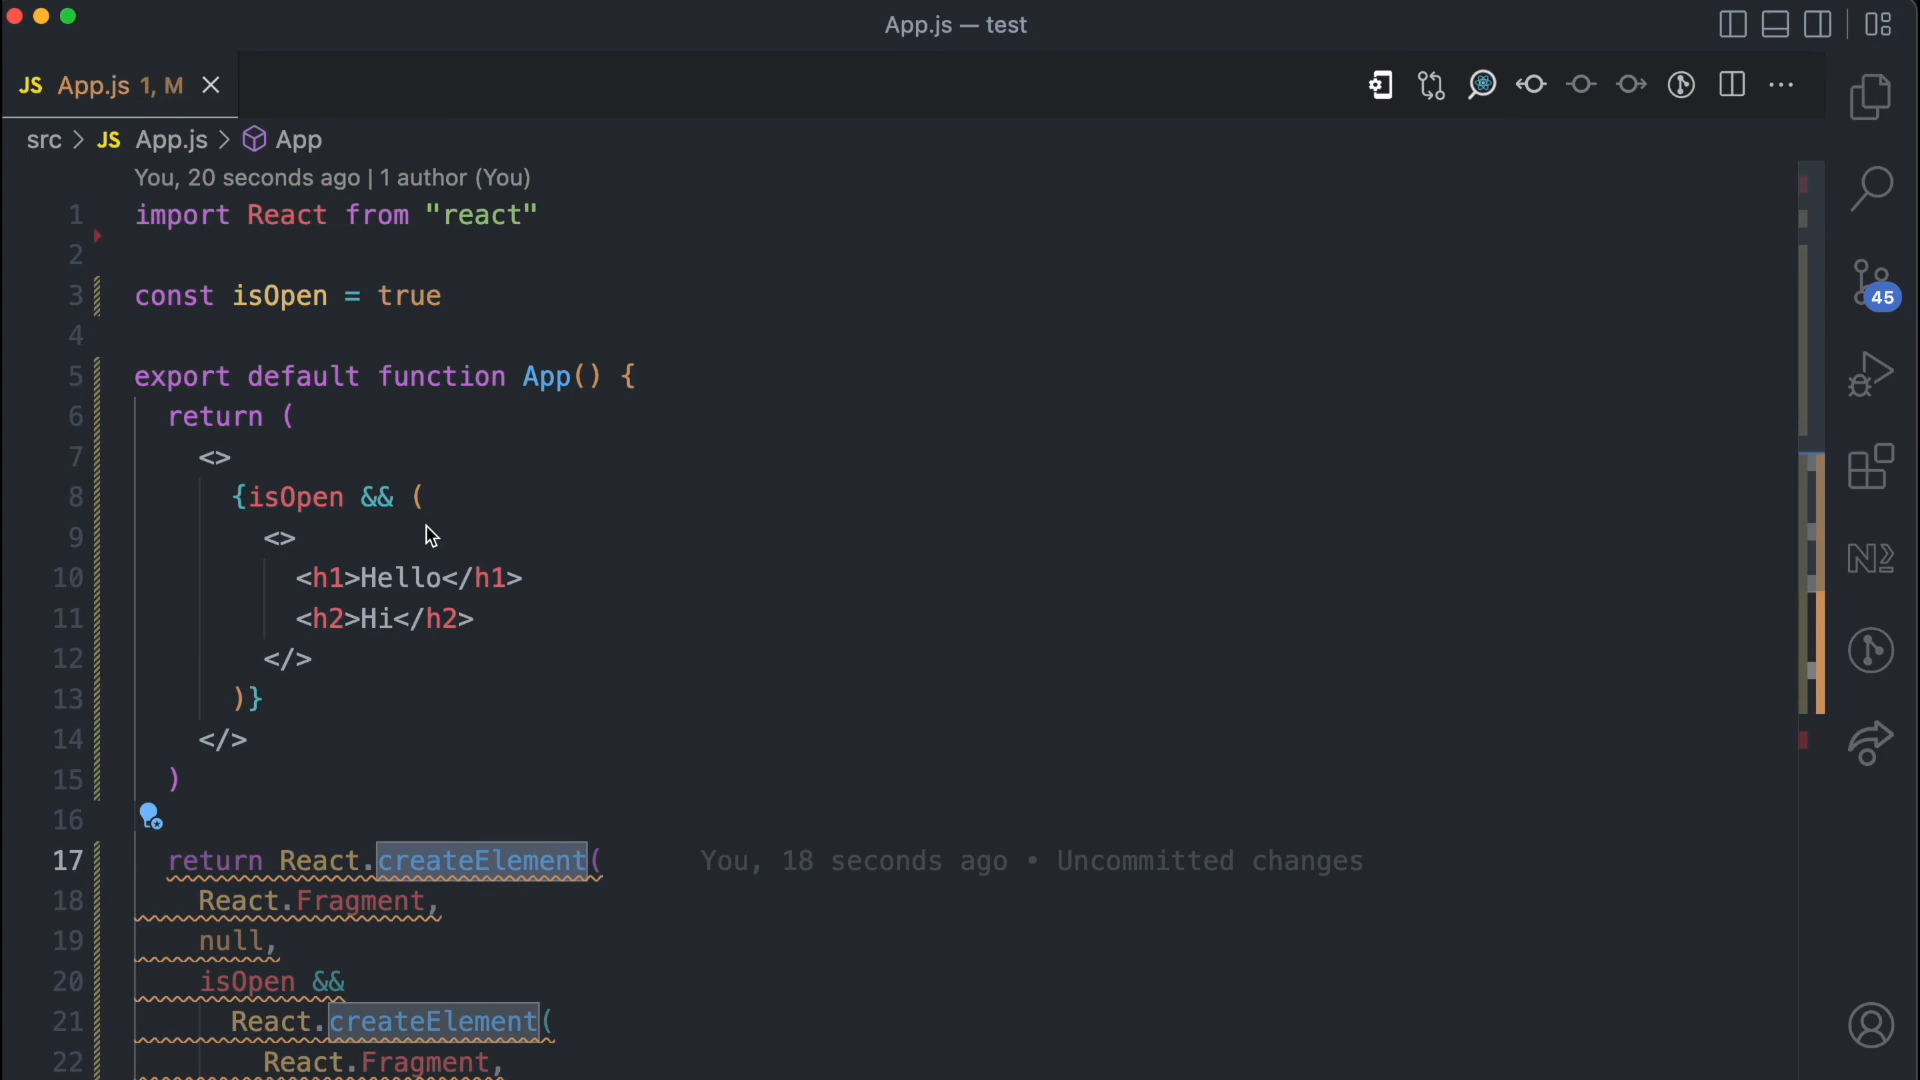 App.js — test
JS App.js 1, M
src > JS App.js > App
You, 20 seconds ago | 1 author (You)
1 import React from "react"
2
3 const isOpen = true
4
5 export default function App() {
6 return (
7 <>
8 {isOpen && (
9 <>
10 <h1>Hello</h1>
11 <h2>Hi</h2>
12 </>
13 )}
14 </>
15 )
16
17 return React.createElement( You, 18 seconds ago • Uncommitted changes
18 React.Fragment,
19 null,
20 isOpen &&
21 React.createElement(
22 React.Fragment,
45